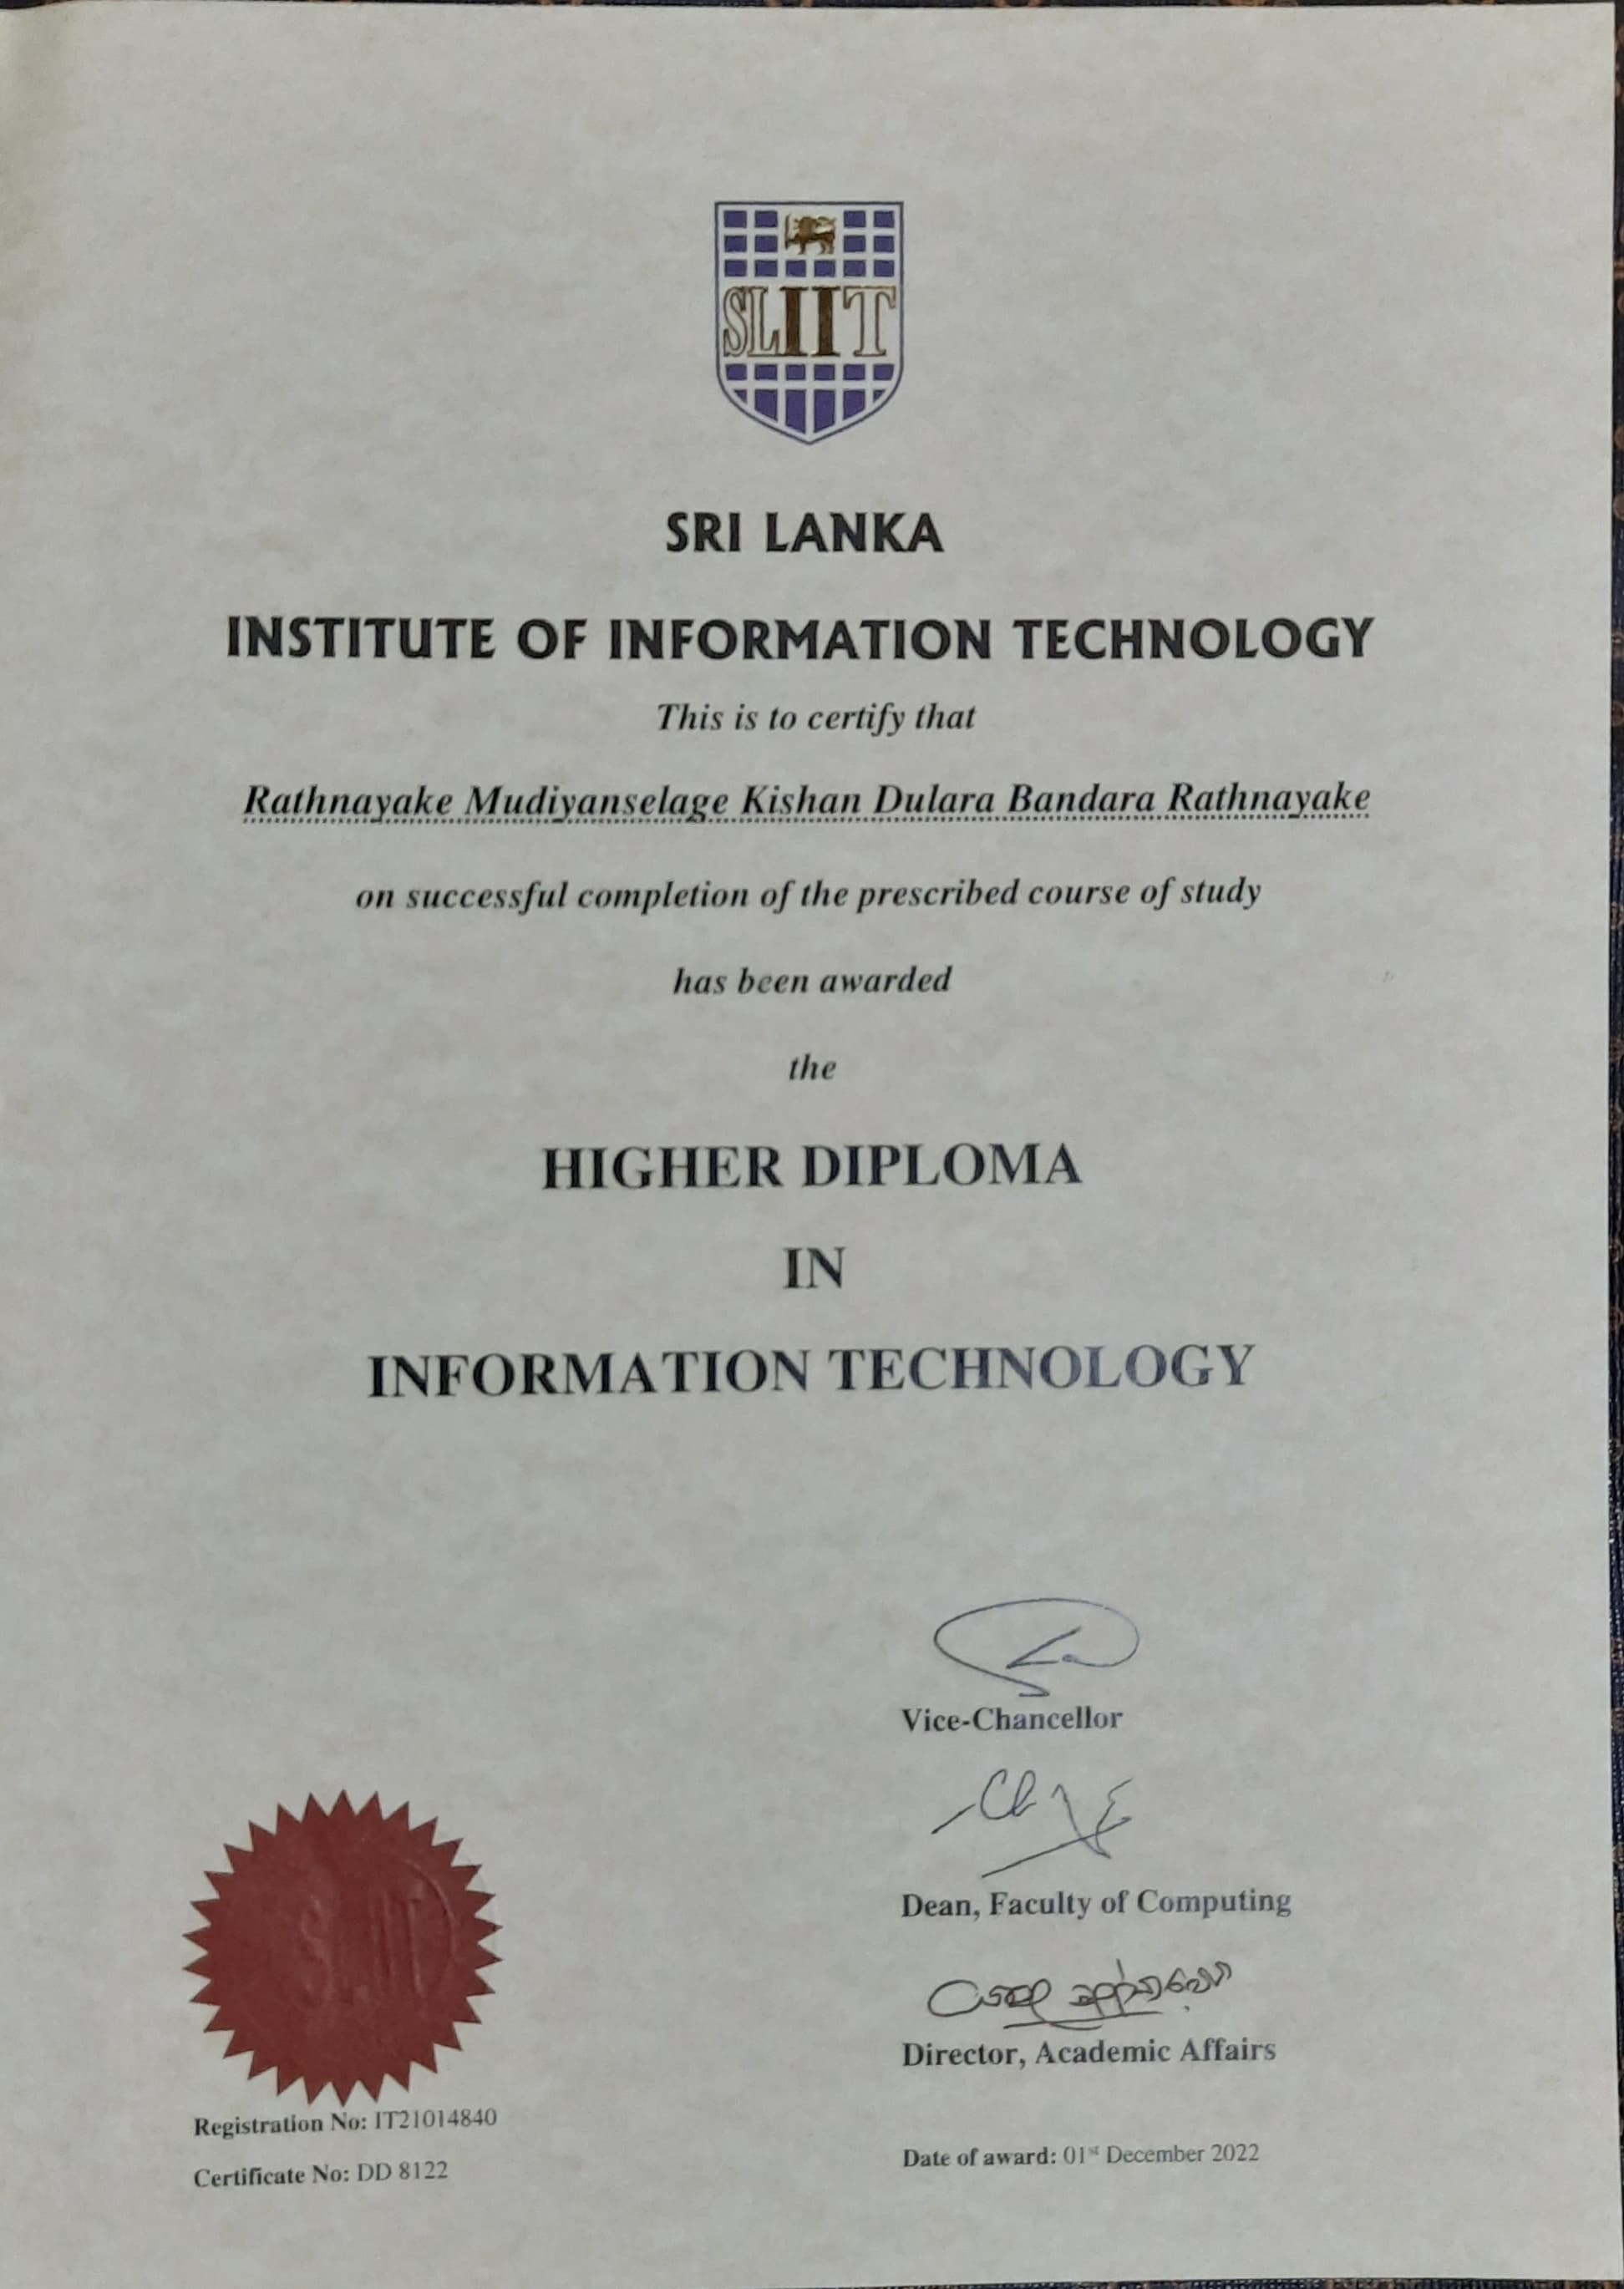 SLIIT
SRI LANKA
INSTITUTE OF INFORMATION TECHNOLOGY
This is to certify that
Rathnayake Mudiyanselage Kishan Dulara Bandara Rathnayake
on successful completion of the prescribed course of study
has been awarded
the
HIGHER DIPLOMA
IN
INFORMATION TECHNOLOGY
Vice-Chancellor
Dean, Faculty of Computing
Director, Academic Affairs
SLIIT
Registration No: IT21014840
Certificate No: DD 8122
Date of award: 01st December 2022